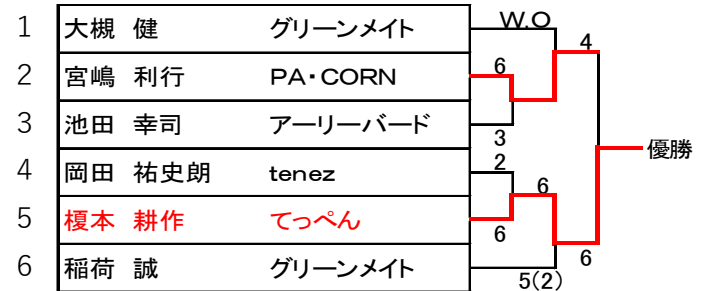 1 大槻 健 グリーンメイト W.O
4
2 宮嶋 利行 PA・CORN 6
3 池田 幸司 アーリーバード 3
優勝
4 岡田 祐史朗 tenez 2
6
5 榎本 耕作 てっぺん 6
6 稲荷 誠 グリーンメイト 5(2)
6